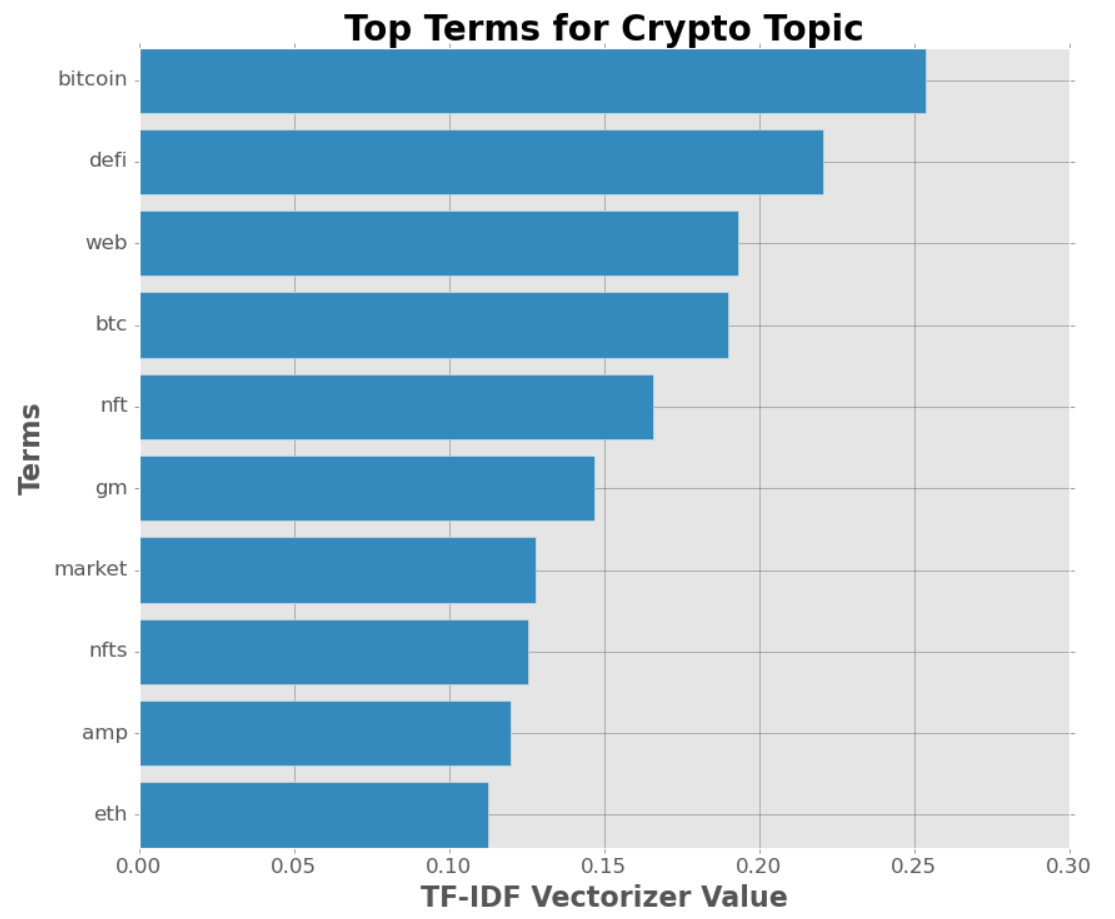 Top Terms for Crypto Topic
bitcoin
defi
web
btc
nft
gm
market
nfts
amp
eth
Terms
0.00 0.05 0.10 0.15 0.20 0.25 0.30
TF-IDF Vectorizer Value